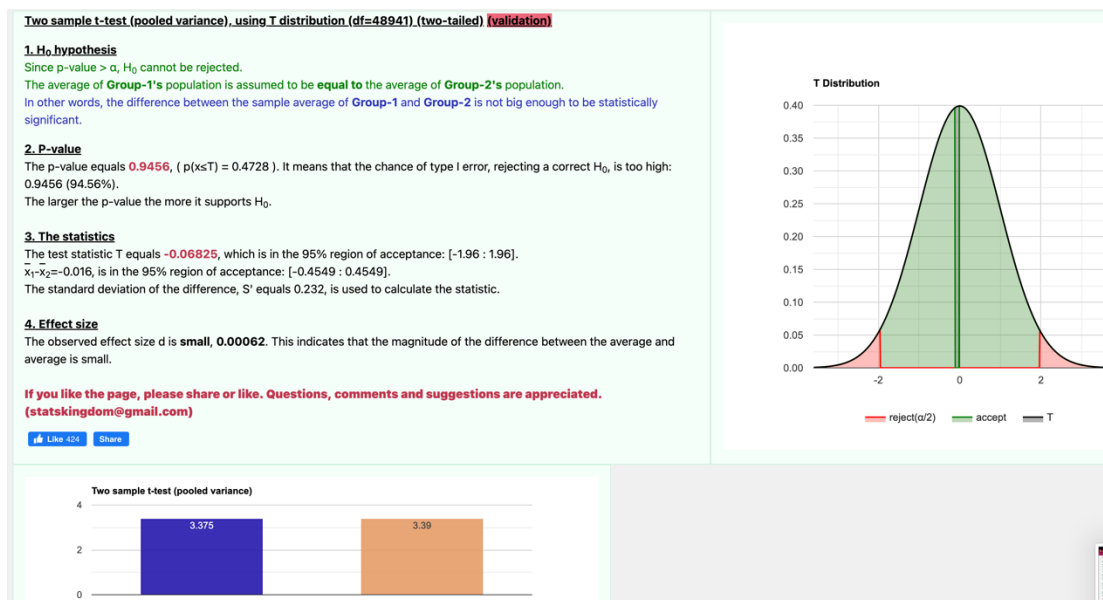 Two sample t-test (pooled variance), using T distribution (df=48941) (two-tailed) (validation)
1. H₀ hypothesis
Since p-value > α, H₀ cannot be rejected.
The average of Group-1's population is assumed to be equal to the average of Group-2's population.
In other words, the difference between the sample average of Group-1 and Group-2 is not big enough to be statistically
significant.
2. P-value
The p-value equals 0.9456, ( p(x≤T) = 0.4728 ). It means that the chance of type I error, rejecting a correct H₀, is too high:
0.9456 (94.56%).
The larger the p-value the more it supports H₀.
3. The statistics
The test statistic T equals -0.06825, which is in the 95% region of acceptance: [-1.96 : 1.96].
x̅₁-x̅₂=-0.016, is in the 95% region of acceptance: [-0.4549 : 0.4549].
The standard deviation of the difference, S' equals 0.232, is used to calculate the statistic.
4. Effect size
The observed effect size d is small, 0.00062. This indicates that the magnitude of the difference between the average and
average is small.
If you like the page, please share or like. Questions, comments and suggestions are appreciated.
(statskingdom@gmail.com)
Like 424 Share
T Distribution
0.40
0.35
0.30
0.25
0.20
0.15
0.10
0.05
0.00
-2 0 2
reject(α/2) accept T
Two sample t-test (pooled variance)
4
3.375 3.39
2
0